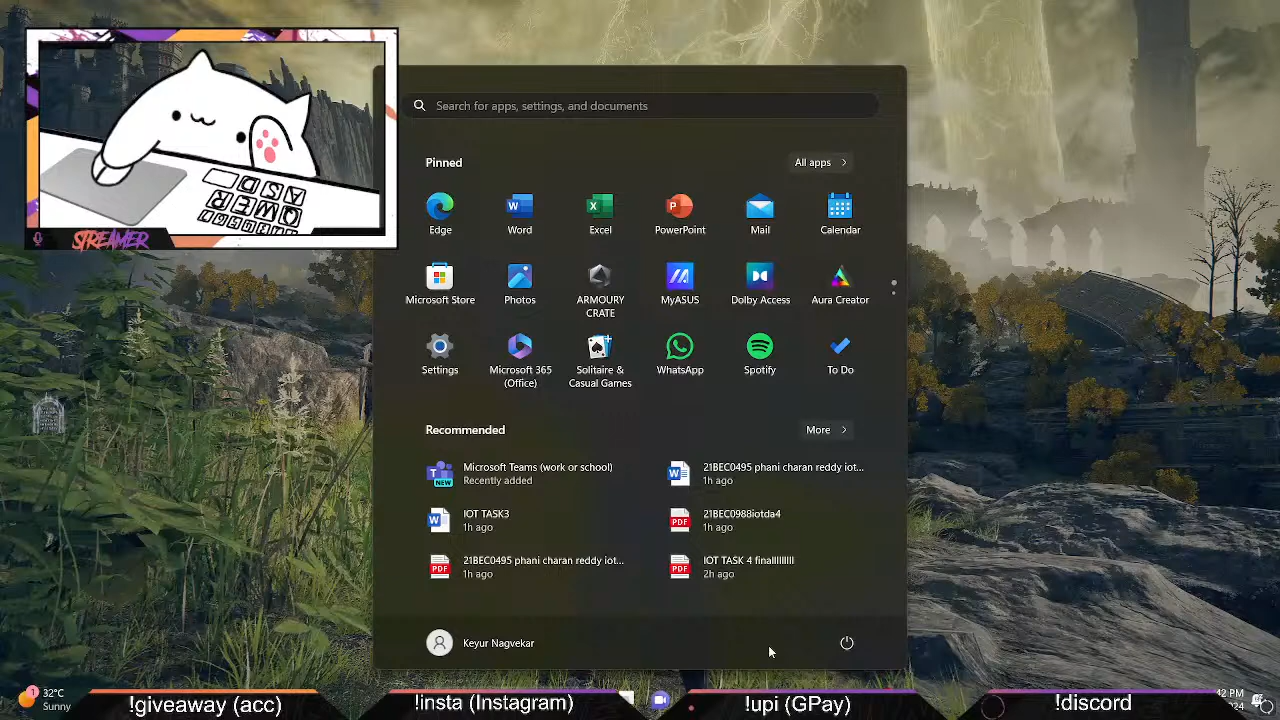 Search for apps, settings, and documents
Pinned
All apps
Edge
Word
Excel
PowerPoint
Mail
Calendar
Microsoft Store
Photos
ARMOURY
CRATE
MyASUS
Dolby Access
Aura Creator
Settings
Microsoft 365
(Office)
Solitaire &
Casual Games
WhatsApp
Spotify
To Do
Recommended
More
Microsoft Teams (work or school)
Recently added
21BEC0495 phani charan reddy iot...
1h ago
IOT TASK3
1h ago
21BEC0988iotda4
1h ago
21BEC0495 phani charan reddy iot...
1h ago
IOT TASK 4 finalllllllll
2h ago
Keyur Nagvekar
STREAMER
A S D
Q W E R
1
32°C
Sunny
!giveaway (acc)
!insta (Instagram)
!upi (GPay)
!discord
42 PM